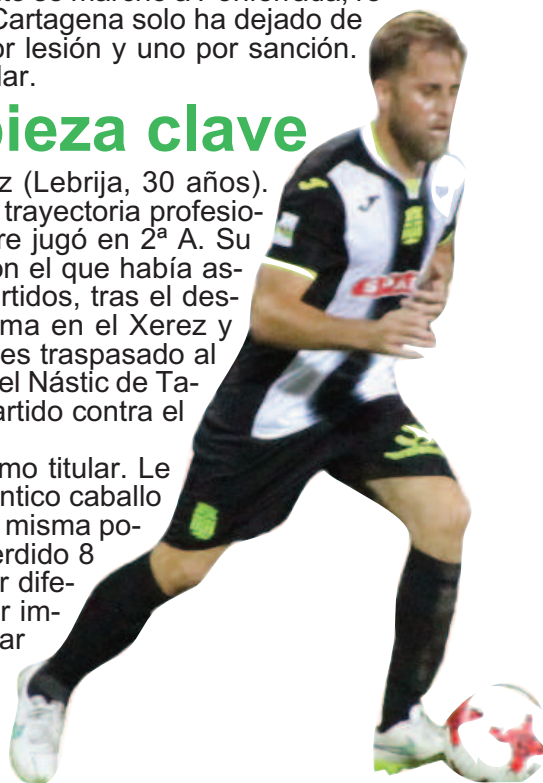 Cartagena solo ha dejado de
or lesión y uno por sanción.
lar.
pieza clave
z (Lebrija, 30 años).
trayectoria profesio-
re jugó en 2ª A. Su
on el que había as-
rtidos, tras el des-
ma en el Xerez y
es traspasado al
el Nástic de Ta-
artido contra el
mo titular. Le
ntico caballo
misma po-
erdido 8
r dife-
r im-
ar